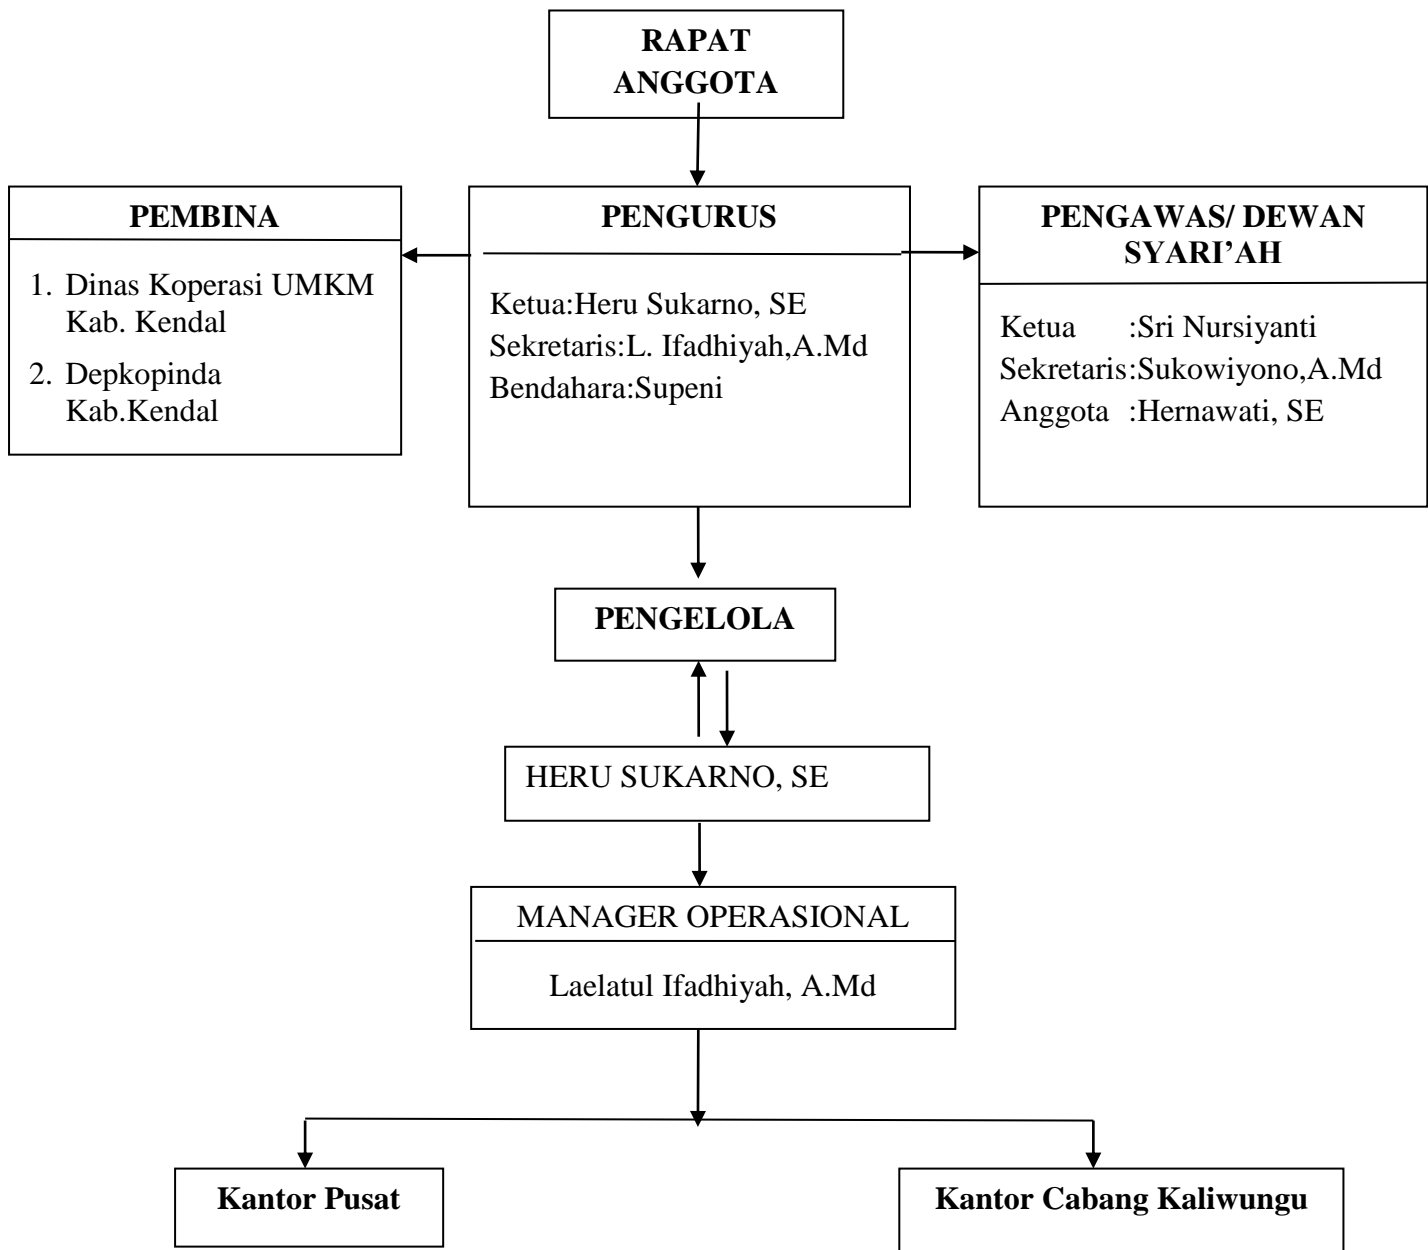 RAPAT
ANGGOTA
PEMBINA
1. Dinas Koperasi UMKM
Kab. Kendal
2. Depkopinda
Kab.Kendal
PENGURUS
Ketua:Heru Sukarno, SE
Sekretaris:L. Ifadhiyah,A.Md
Bendahara:Supeni
PENGAWAS/ DEWAN
SYARI’AH
Ketua :Sri Nursiyanti
Sekretaris:Sukowiyono,A.Md
Anggota :Hernawati, SE
PENGELOLA
HERU SUKARNO, SE
MANAGER OPERASIONAL
Laelatul Ifadhiyah, A.Md
Kantor Pusat
Kantor Cabang Kaliwungu